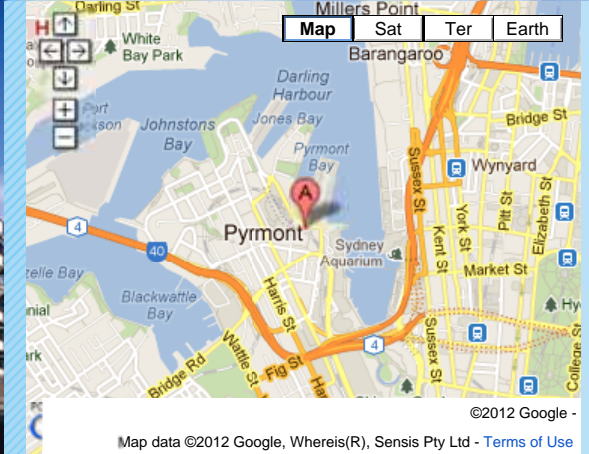 Darling St
Millers Point
Map
Sat
Ter
Earth
H
White
Bay Park
Barangaroo
Darling
Harbour
Bridge St
Johnstons
Bay
Jones Bay
Pyrmont
Bay
Wynyard
A
Sussex St
Kent St
York St
Pitt St
Elizabeth St
4
Pyrmont
40
Sydney
Aquarium
Market St
Blackwattle
Bay
Harris St
Wattle St
Bridge Rd
Fig St
4
Sussex St
College St
©2012 Google -
Map data ©2012 Google, Whereis(R), Sensis Pty Ltd - Terms of Use